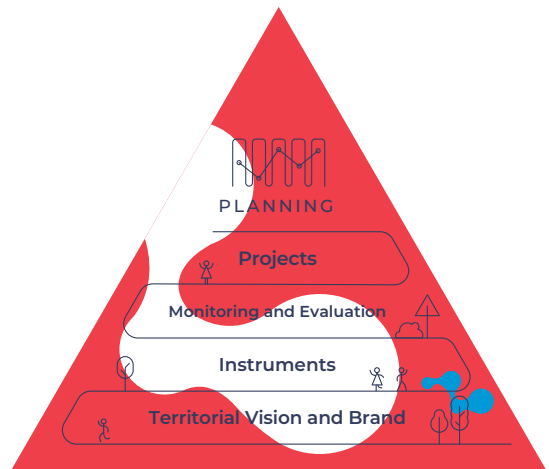 PLANNING
Projects
Monitoring and Evaluation
Instruments
Territorial Vision and Brand